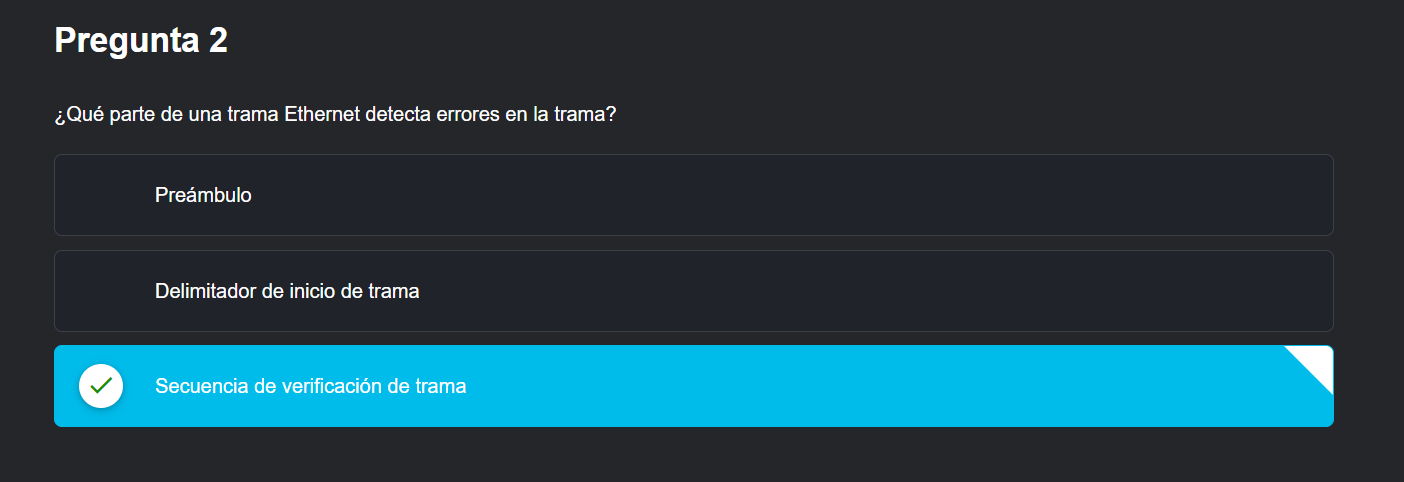 Pregunta 2
¿Qué parte de una trama Ethernet detecta errores en la trama?
Preámbulo
Delimitador de inicio de trama
Secuencia de verificación de trama